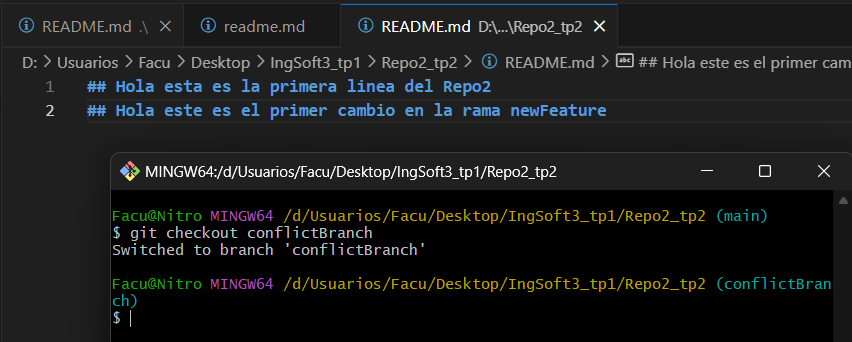 README.md .\ readme.md README.md D:\...\Repo2_tp2
D: > Usuarios > Facu > Desktop > IngSoft3_tp1 > Repo2_tp2 > README.md > ## Hola este es el primer cam
1 ## Hola esta es la primera linea del Repo2
2 ## Hola este es el primer cambio en la rama newFeature
MINGW64:/d/Usuarios/Facu/Desktop/IngSoft3_tp1/Repo2_tp2
Facu@Nitro MINGW64 /d/Usuarios/Facu/Desktop/IngSoft3_tp1/Repo2_tp2 (main)
$ git checkout conflictBranch
Switched to branch 'conflictBranch'
Facu@Nitro MINGW64 /d/Usuarios/Facu/Desktop/IngSoft3_tp1/Repo2_tp2 (conflictBran
ch)
$